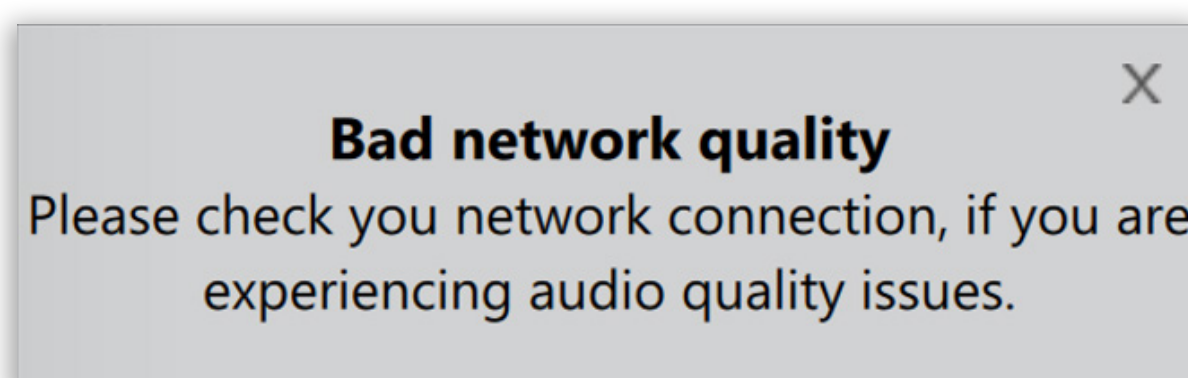 X
Bad network quality
Please check you network connection, if you are
experiencing audio quality issues.